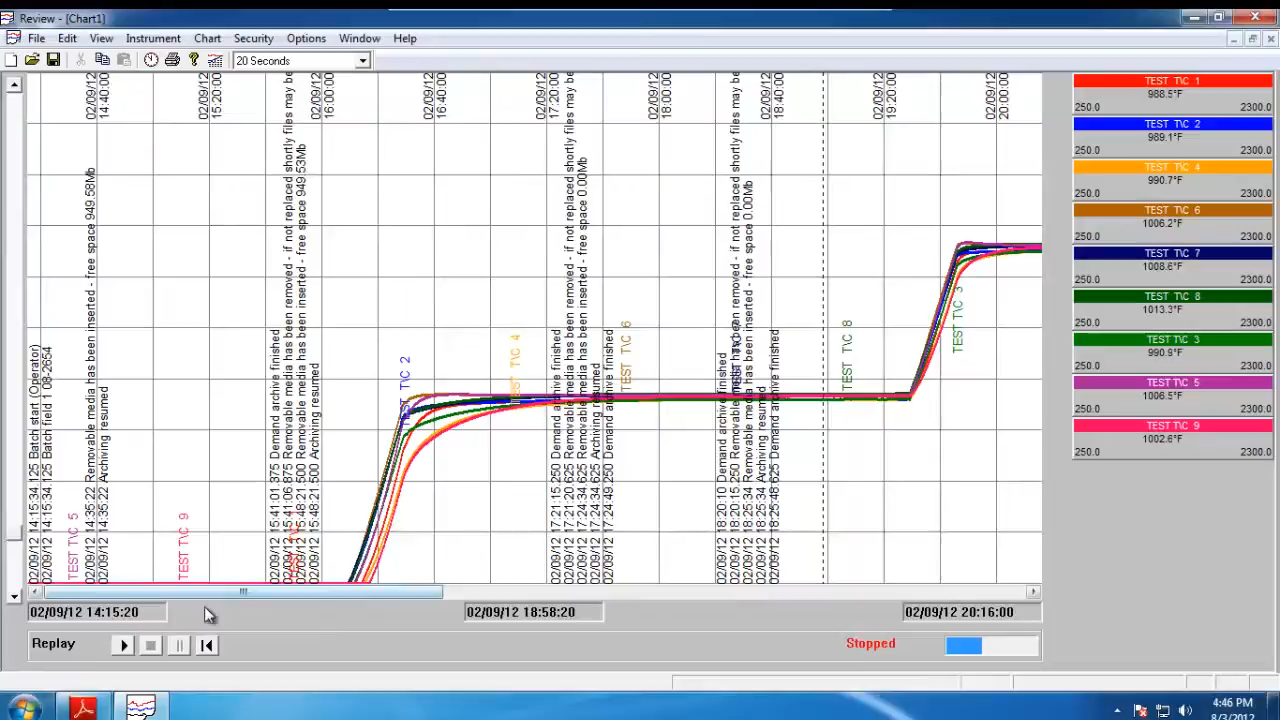 Review - [Chart1]
File Edit View Instrument Chart Security Options Window Help
20 Seconds
02/09/12 14:40:00
02/09/12 15:20:00
02/09/12 16:00:00
02/09/12 16:40:00
02/09/12 17:20:00
02/09/12 18:00:00
02/09/12 18:40:00
02/09/12 19:20:00
02/09/12 20:00:00
02/09/12 14:15:34.125 Batch start (Operator)
02/09/12 14:15:34.125 Batch field 1 08-2654
TEST T\C 5
02/09/12 14:35:22 Removable media has been inserted - free space 949.58Mb
02/09/12 14:35:22 Archiving resumed
TEST T\C 9
02/09/12 15:41:01.375 Demand archive finished
02/09/12 15:41:06.875 Removable media has been removed - if not replaced shortly files may be
02/09/12 15:48:21.500 Removable media has been inserted - free space 949.53Mb
02/09/12 15:48:21.500 Archiving resumed
TEST T\C 2
TEST T\C 4
02/09/12 17:21:15.250 Demand archive finished
02/09/12 17:21:20.625 Removable media has been removed - if not replaced shortly files may be
02/09/12 17:24:34.625 Removable media has been inserted - free space 0.00Mb
02/09/12 17:24:34.625 Archiving resumed
02/09/12 17:24:49.250 Demand archive finished
TEST T\C 6
02/09/12 18:20:10 Demand archive finished
02/09/12 18:20:15.250 Removable media has been removed - if not replaced shortly files may be
02/09/12 18:25:34 Removable media has been inserted - free space 0.00Mb
02/09/12 18:25:34 Archiving resumed
02/09/12 18:25:48.625 Demand archive finished
TEST T\C 8
TEST T\C 3
TEST T\C 1
988.5°F
250.0 2300.0
TEST T\C 2
989.1°F
250.0 2300.0
TEST T\C 4
990.7°F
250.0 2300.0
TEST T\C 6
1006.2°F
250.0 2300.0
TEST T\C 7
1008.6°F
250.0 2300.0
TEST T\C 8
1013.3°F
250.0 2300.0
TEST T\C 3
990.9°F
250.0 2300.0
TEST T\C 5
1006.5°F
250.0 2300.0
TEST T\C 9
1002.6°F
250.0 2300.0
02/09/12 14:15:20
02/09/12 18:58:20
02/09/12 20:16:00
Replay
Stopped
4:46 PM
8/3/2012